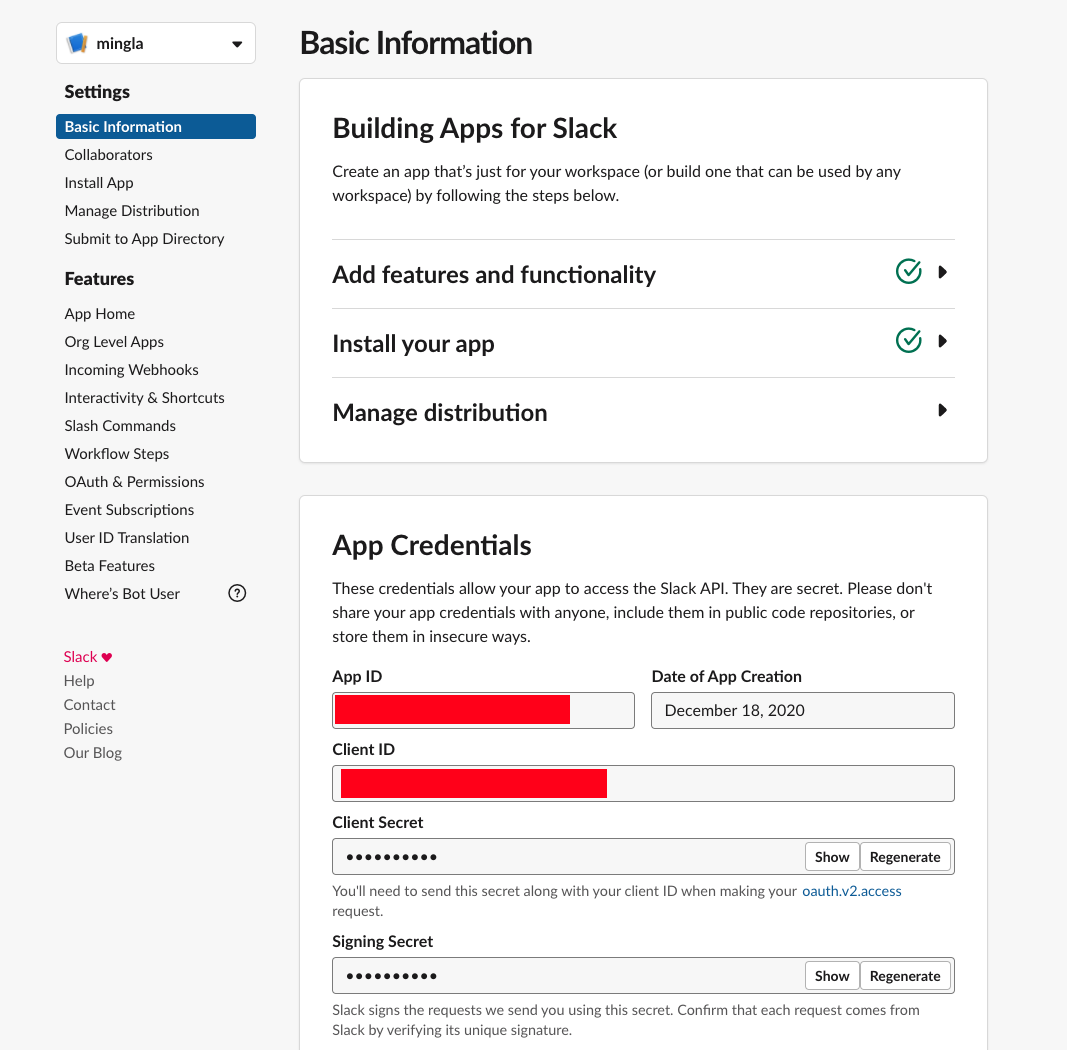 mingla
Settings
Basic Information
Collaborators
Install App
Manage Distribution
Submit to App Directory
Features
App Home
Org Level Apps
Incoming Webhooks
Interactivity & Shortcuts
Slash Commands
Workflow Steps
OAuth & Permissions
Event Subscriptions
User ID Translation
Beta Features
Where's Bot User
Slack
Help
Contact
Policies
Our Blog
Basic Information
Building Apps for Slack
Create an app that's just for your workspace (or build one that can be used by any
workspace) by following the steps below.
Add features and functionality
Install your app
Manage distribution
App Credentials
These credentials allow your app to access the Slack API. They are secret. Please don't
share your app credentials with anyone, include them in public code repositories, or
store them in insecure ways.
App ID
Date of App Creation
December 18, 2020
Client ID
Client Secret
•••••••••• Show Regenerate
You'll need to send this secret along with your client ID when making your oauth.v2.access
request.
Signing Secret
•••••••••• Show Regenerate
Slack signs the requests we send you using this secret. Confirm that each request comes from
Slack by verifying its unique signature.